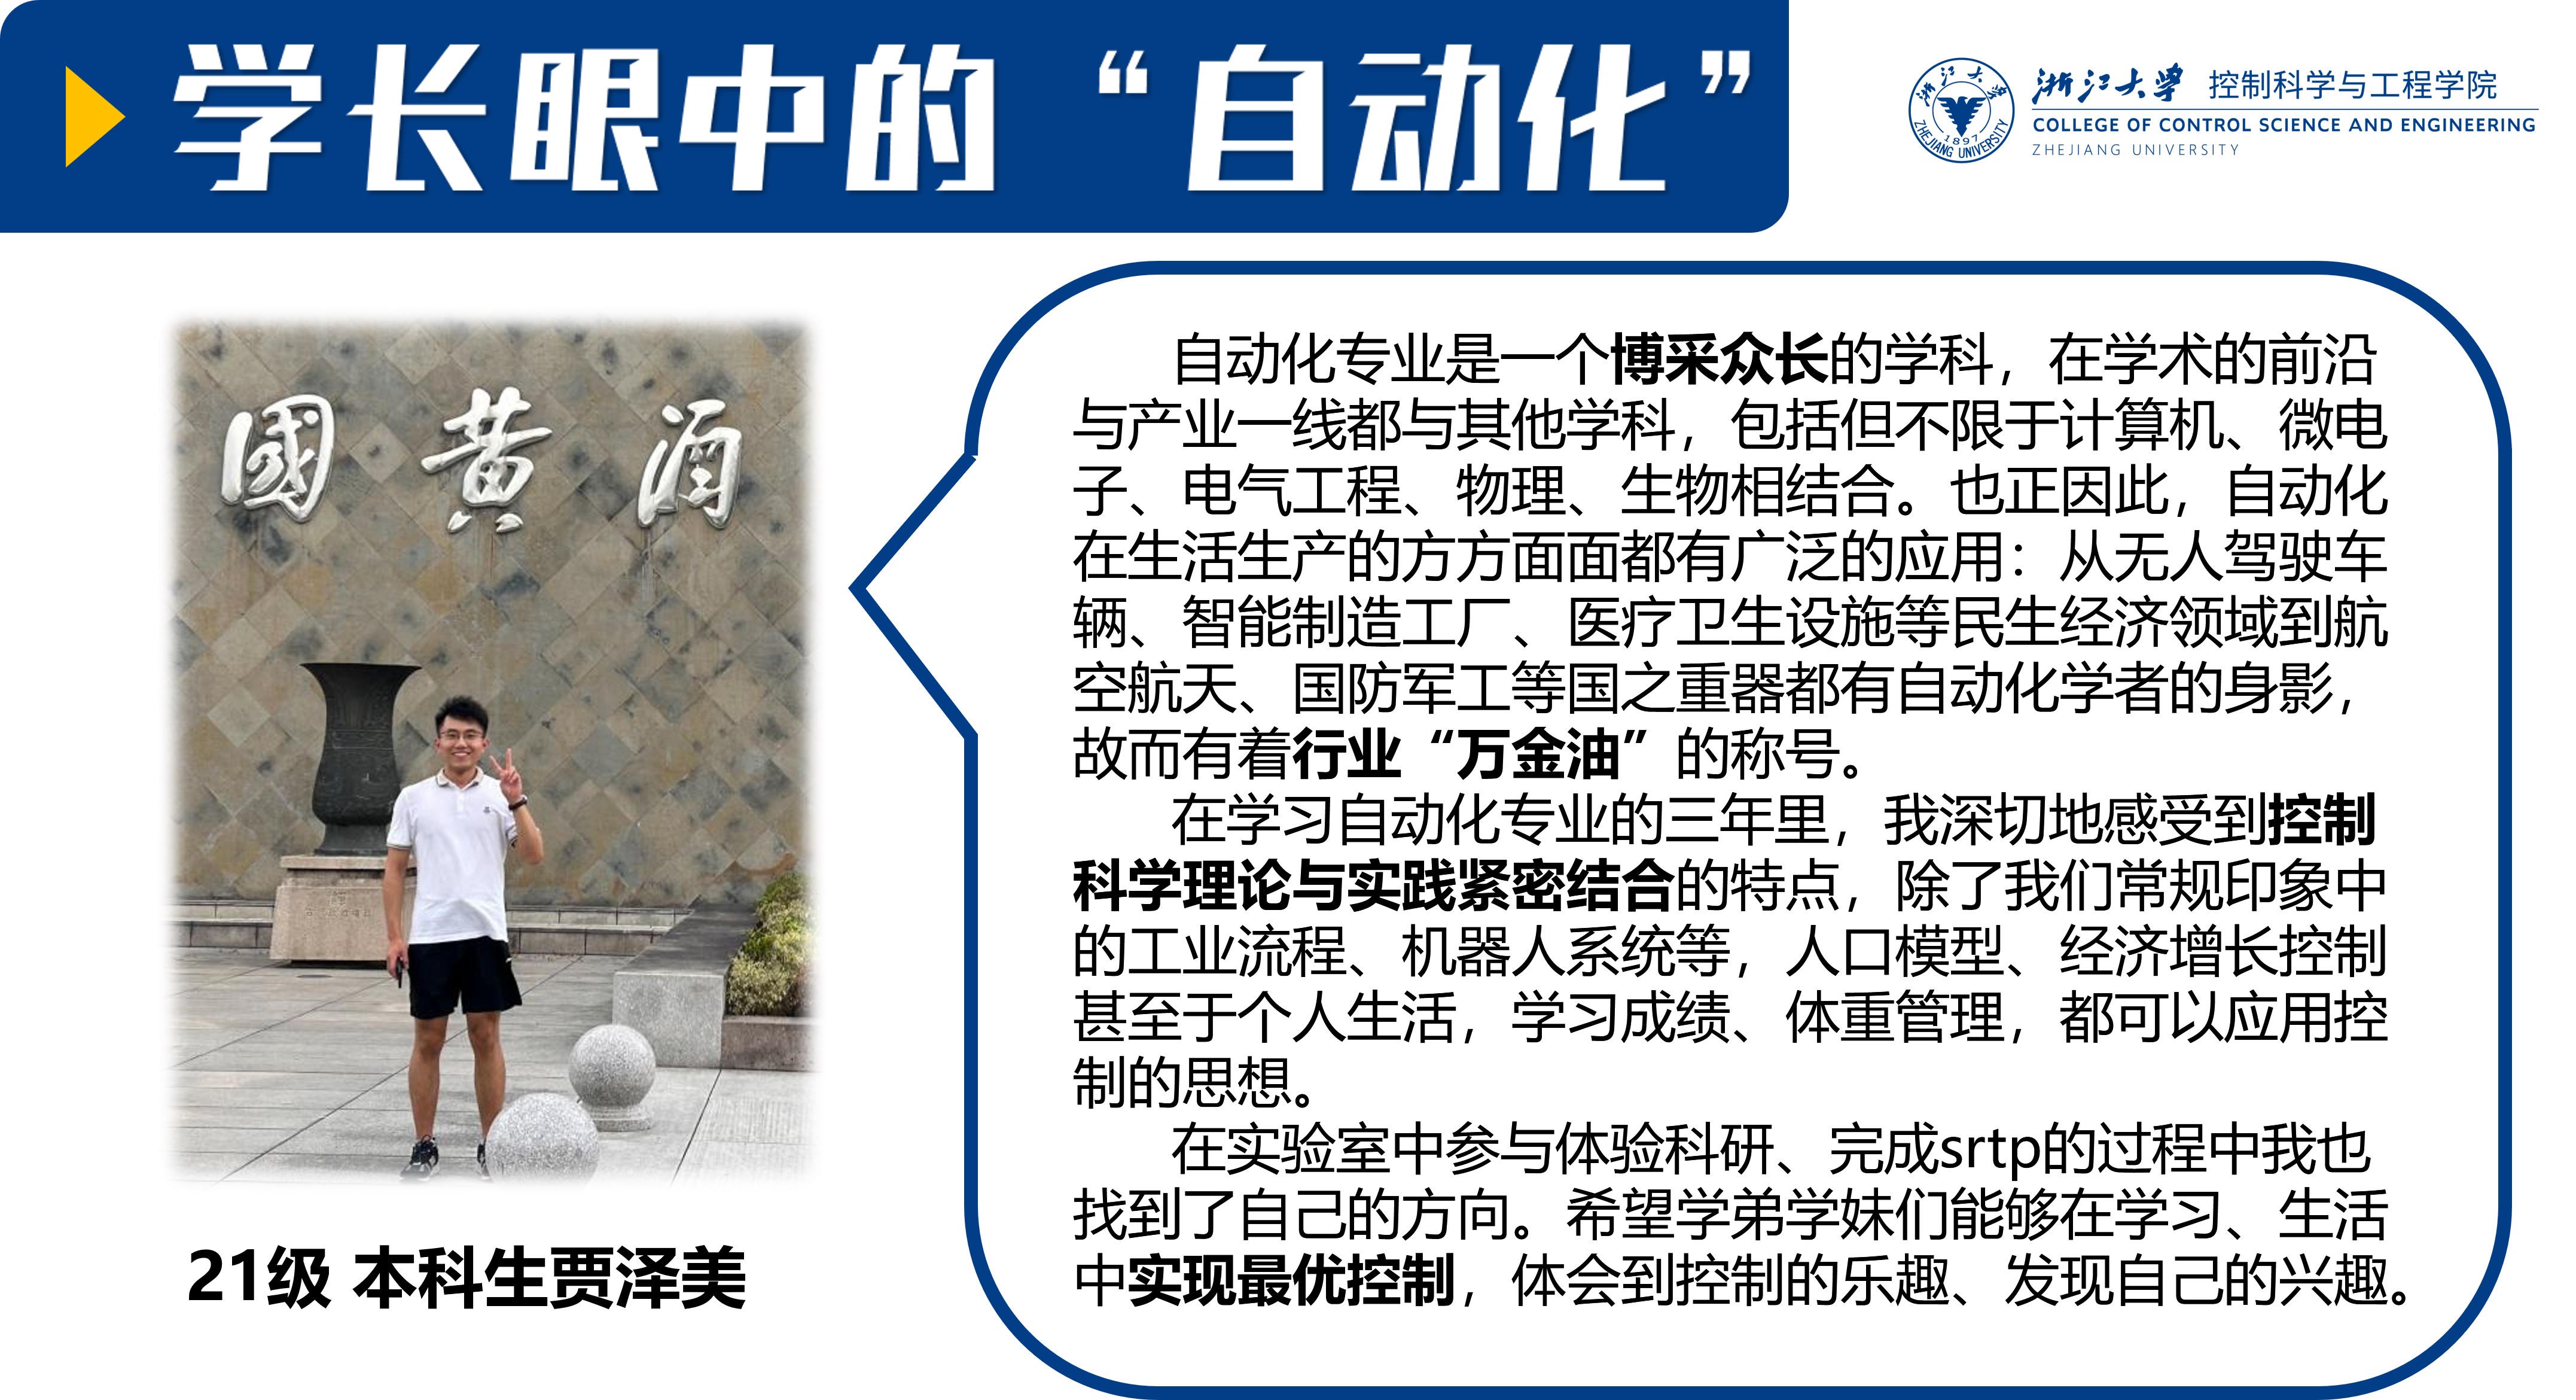 学长眼中的“自动化”
浙江大学
ZHEJIANG UNIVERSITY
1897
浙江大学 控制科学与工程学院
COLLEGE OF CONTROL SCIENCE AND ENGINEERING
ZHEJIANG UNIVERSITY
國黄酒
21级 本科生贾泽美
自动化专业是一个博采众长的学科，在学术的前沿
与产业一线都与其他学科，包括但不限于计算机、微电
子、电气工程、物理、生物相结合。也正因此，自动化
在生活生产的方方面面都有广泛的应用：从无人驾驶车
辆、智能制造工厂、医疗卫生设施等民生经济领域到航
空航天、国防军工等国之重器都有自动化学者的身影，
故而有着行业“万金油”的称号。
在学习自动化专业的三年里，我深切地感受到控制
科学理论与实践紧密结合的特点，除了我们常规印象中
的工业流程、机器人系统等，人口模型、经济增长控制
甚至于个人生活，学习成绩、体重管理，都可以应用控
制的思想。
在实验室中参与体验科研、完成srtp的过程中我也
找到了自己的方向。希望学弟学妹们能够在学习、生活
中实现最优控制，体会到控制的乐趣、发现自己的兴趣。